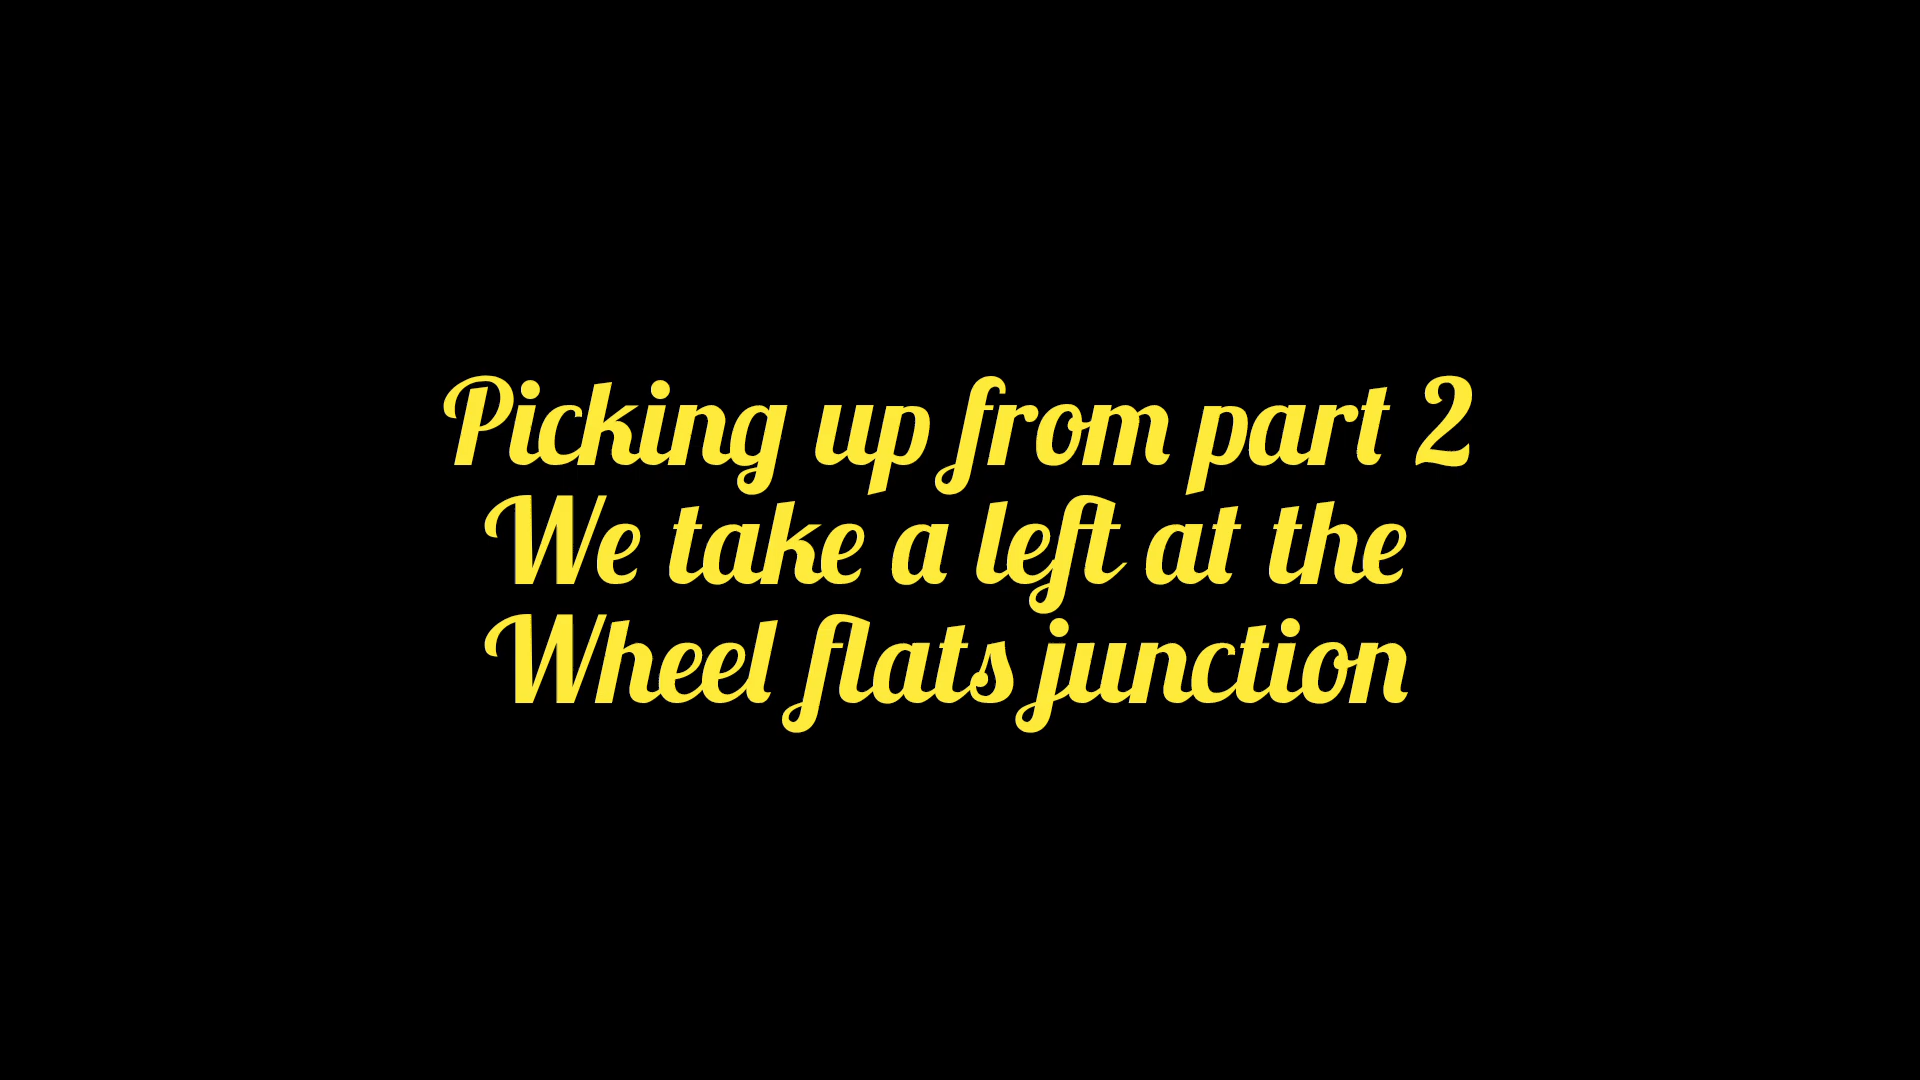 Picking up from part 2
We take a left at the
Wheel flats junction